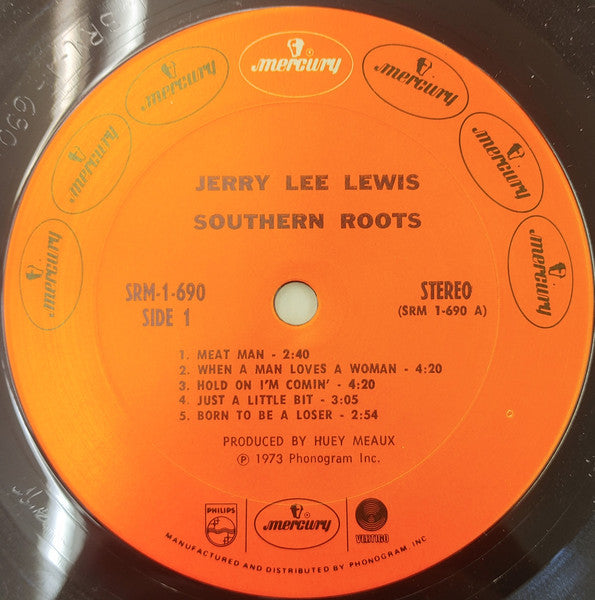 mercury
mercury
mercury
mercury
mercury
mercury
mercury
JERRY LEE LEWIS
SOUTHERN ROOTS
SRM-1-690
SIDE 1
STEREO
(SRM 1-690 A)
1. MEAT MAN - 2:40
2. WHEN A MAN LOVES A WOMAN - 4:20
3. HOLD ON I'M COMIN' - 4:20
4. JUST A LITTLE BIT - 3:05
5. BORN TO BE A LOSER - 2:54
PRODUCED BY HUEY MEAUX
℗ 1973 Phonogram Inc.
PHILIPS
mercury
VERTIGO
MANUFACTURED AND DISTRIBUTED BY PHONOGRAM, INC